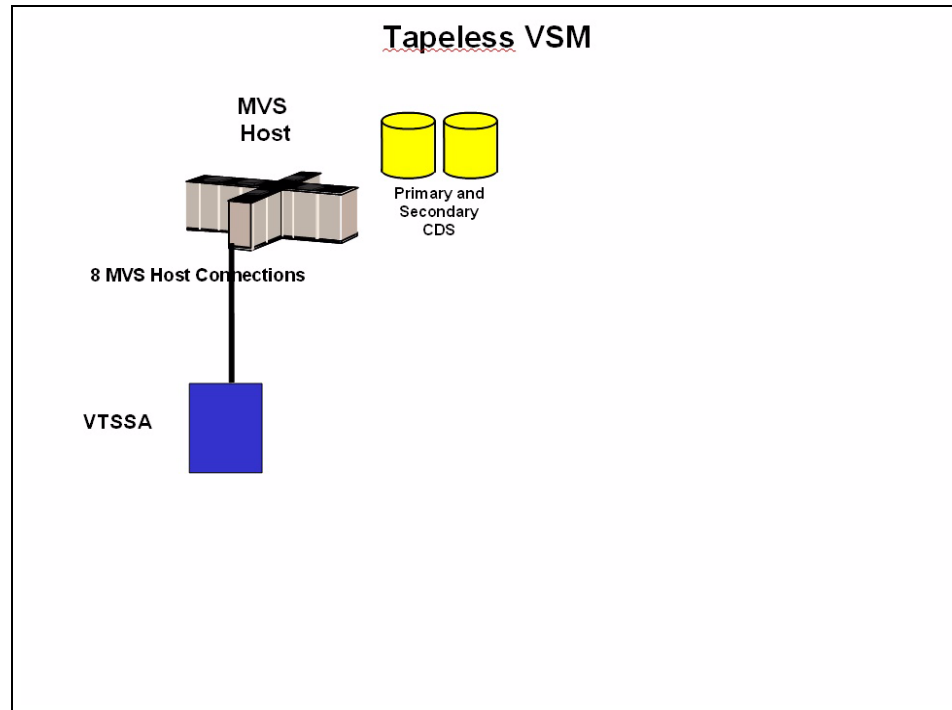 Tapeless VSM
MVS
Host
Primary and
Secondary
CDS
8 MVS Host Connections
VTSSA